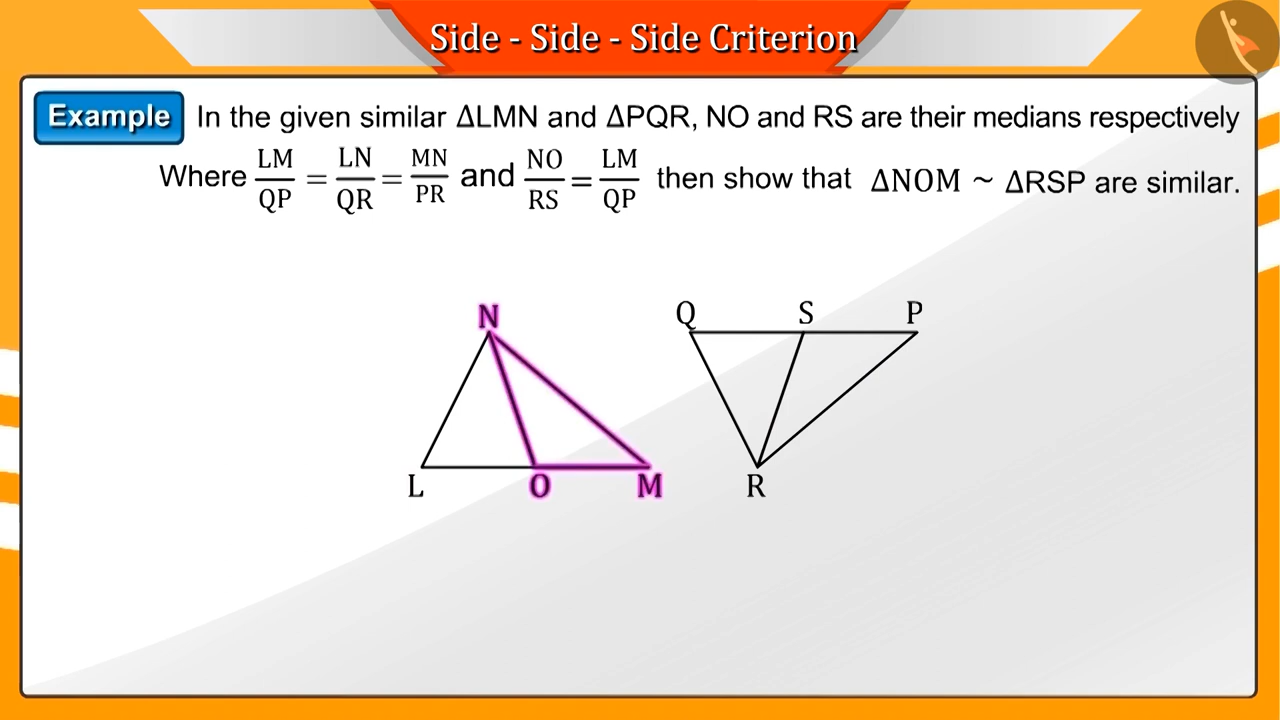 Side - Side - Side Criterion
Example In the given similar ΔLMN and ΔPQR, NO and RS are their medians respectively
Where LM/QP = LN/QR = MN/PR and NO/RS = LM/QP then show that ΔNOM ~ ΔRSP are similar.
N Q S P
L O M R